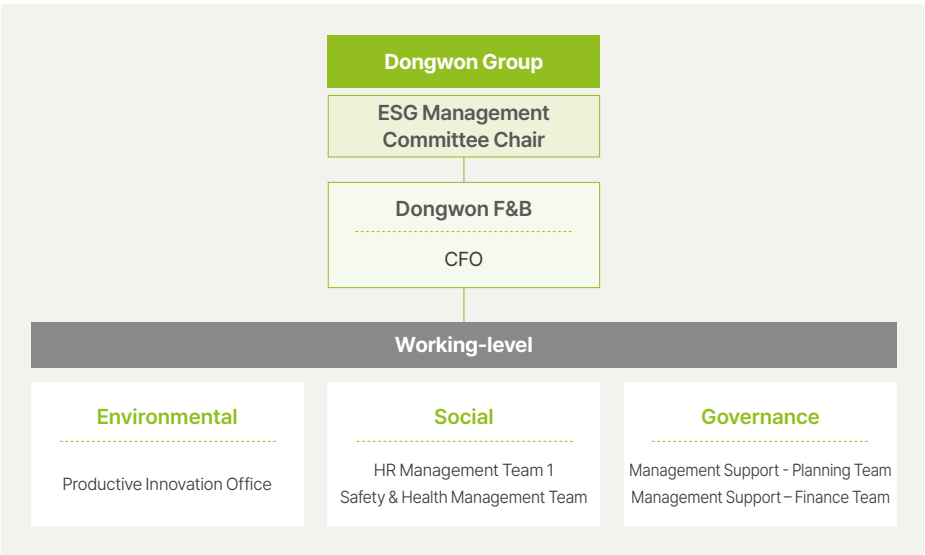 Dongwon Group
ESG Management
Committee Chair
Dongwon F&B
CFO
Working-level
Environmental
Productive Innovation Office
Social
HR Management Team 1
Safety & Health Management Team
Governance
Management Support - Planning Team
Management Support – Finance Team